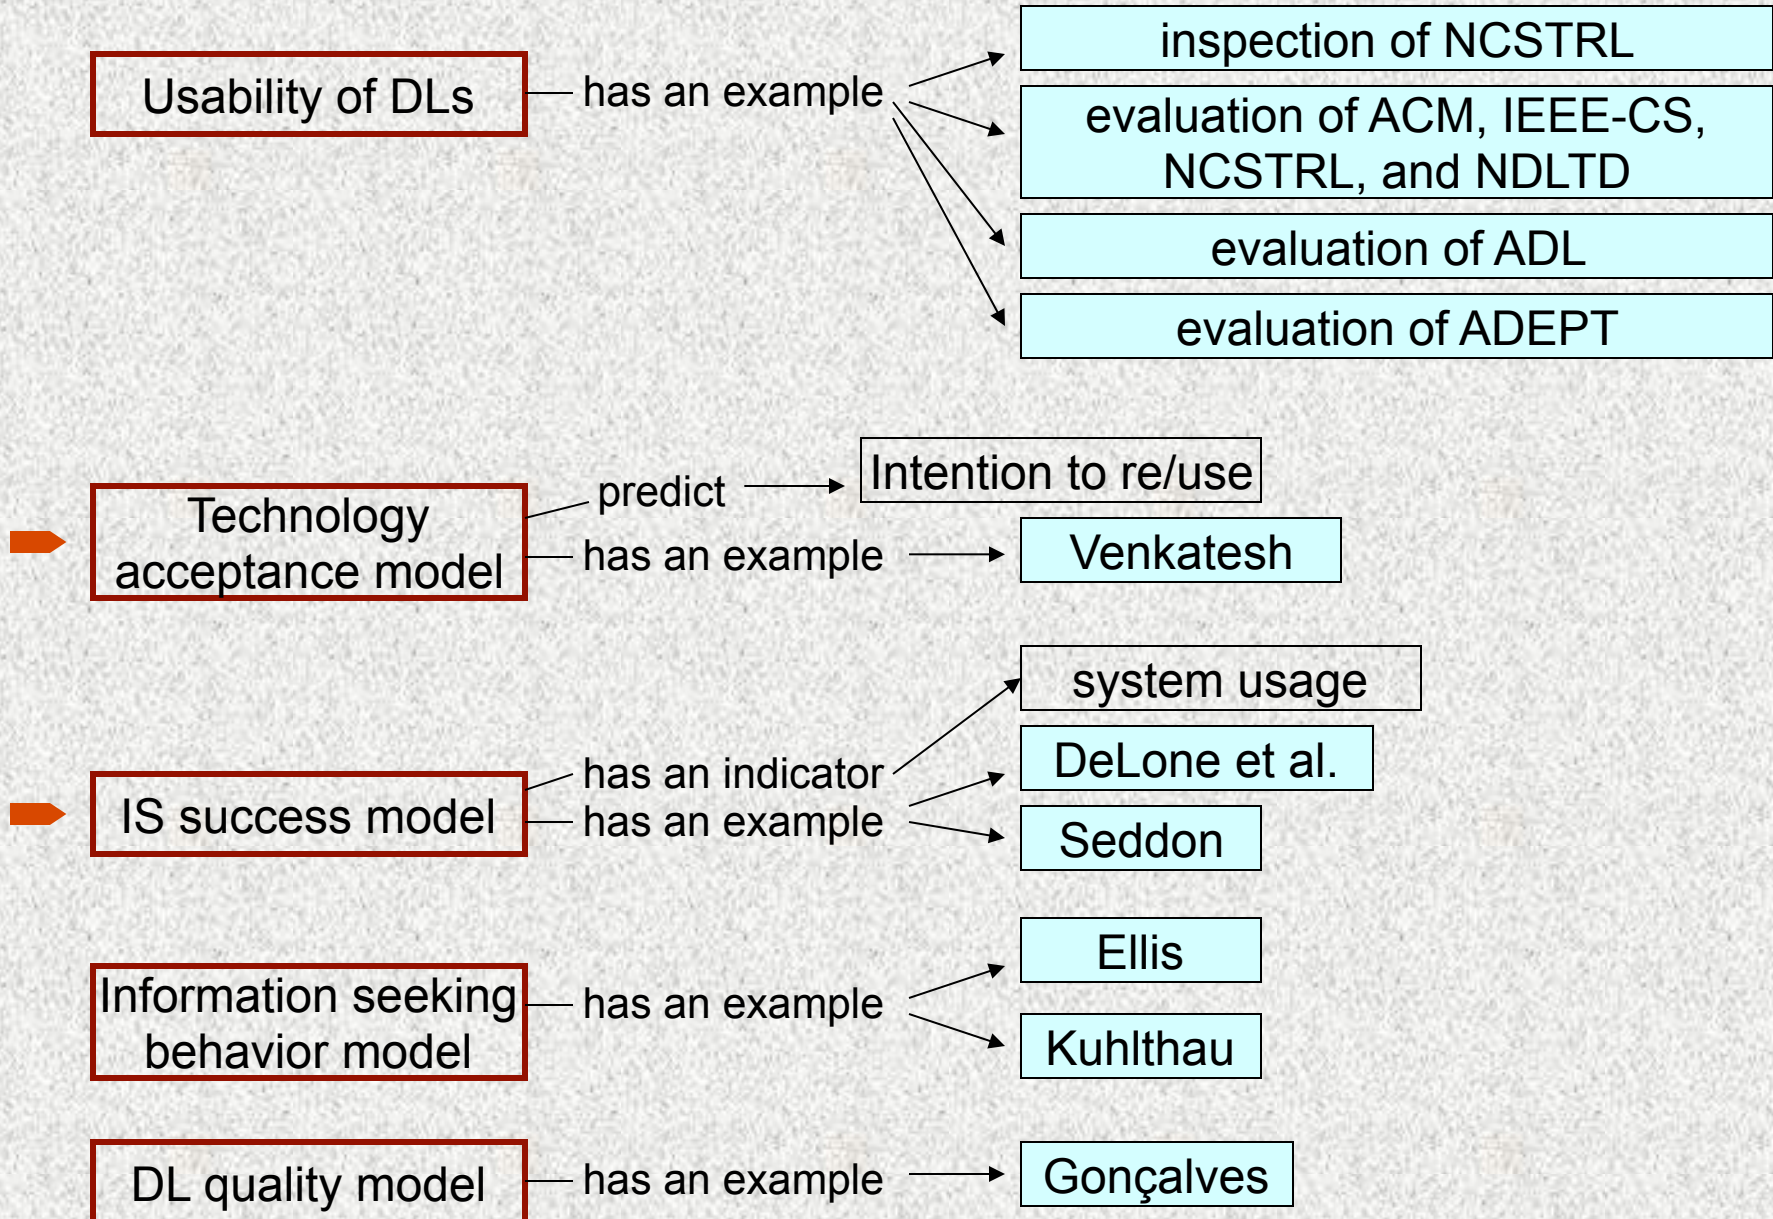 Usability of DLs
has an example
inspection of NCSTRL
evaluation of ACM, IEEE-CS,
NCSTRL, and NDLTD
evaluation of ADL
evaluation of ADEPT
Technology
acceptance model
predict
Intention to re/use
has an example
Venkatesh
IS success model
has an indicator
system usage
has an example
DeLone et al.
Seddon
Information seeking
behavior model
has an example
Ellis
Kuhlthau
DL quality model
has an example
Gonçalves